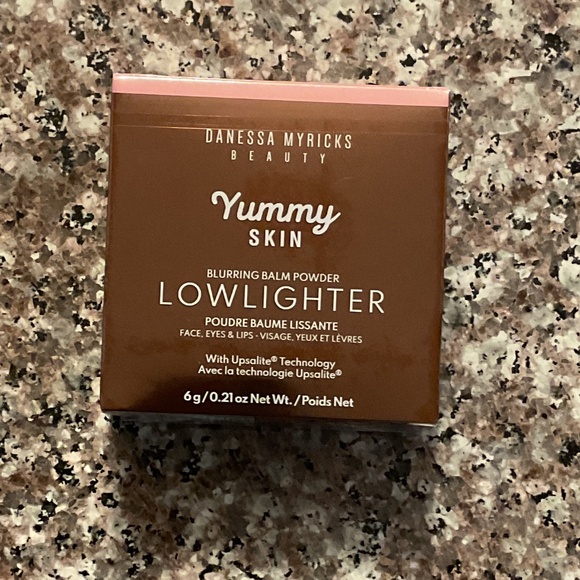 DANESSA MYRICKS
BEAUTY
Yummy
SKIN
BLURRING BALM POWDER
LOWLIGHTER
POUDRE BAUME LISSANTE
FACE, EYES & LIPS - VISAGE, YEUX ET LÈVRES
With Upsalite® Technology
Avec la technologie Upsalite®
6 g / 0.21 oz Net Wt. / Poids Net